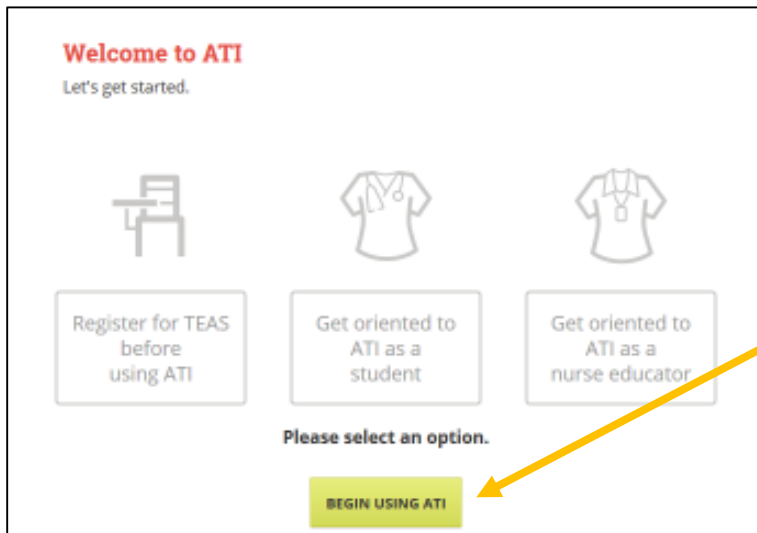 Welcome to ATI
Let's get started.
Register for TEAS
before
using ATI
Get oriented to
ATI as a
student
Get oriented to
ATI as a
nurse educator
Please select an option.
BEGIN USING ATI